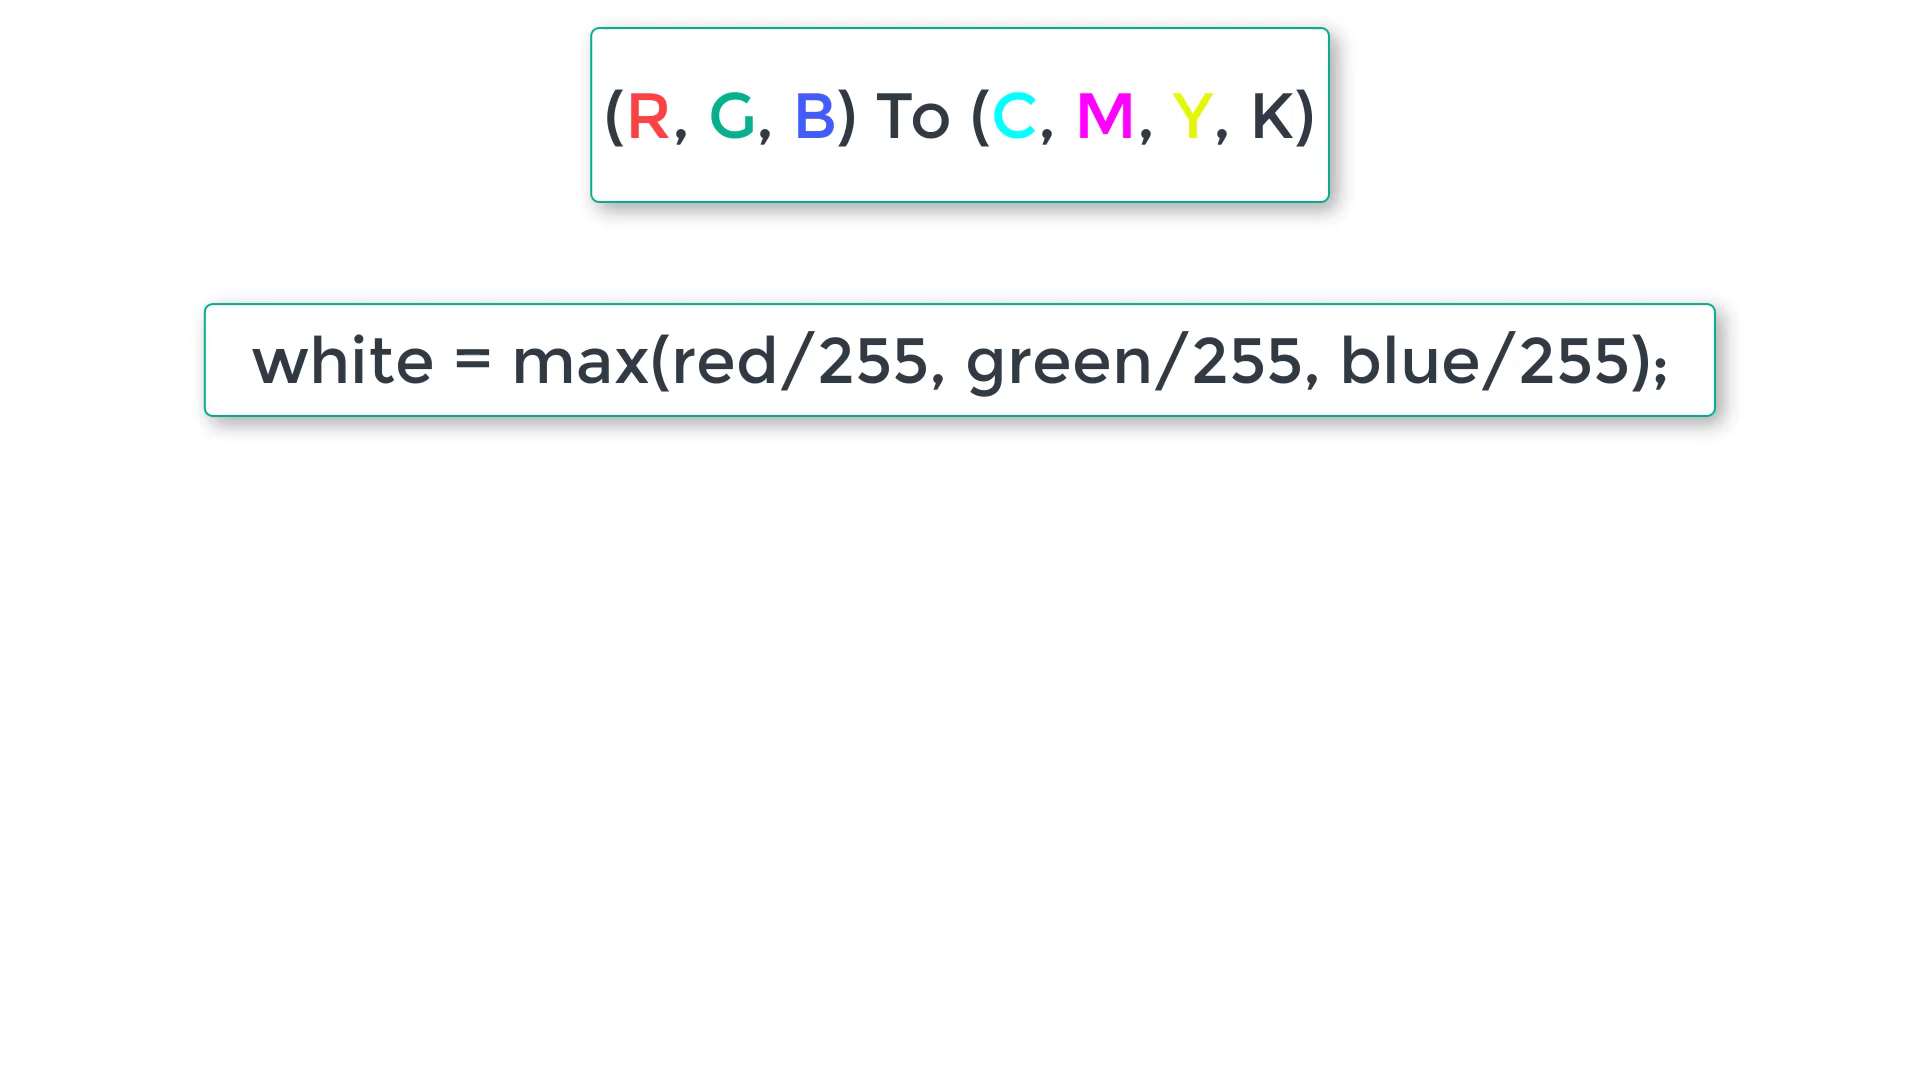 (R, G, B) To (C, M, Y, K)
white = max(red/255, green/255, blue/255);